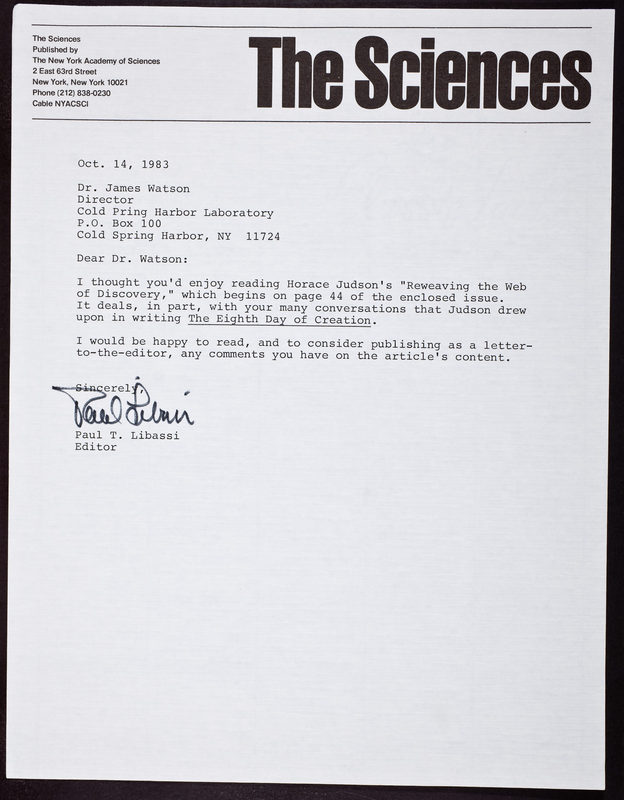 The Sciences
Published by
The New York Academy of Sciences
2 East 63rd Street
New York, New York 10021
Phone (212) 838-0230
Cable NYACSCI
The Sciences
Oct. 14, 1983
Dr. James Watson
Director
Cold Pring Harbor Laboratory
P.O. Box 100
Cold Spring Harbor, NY 11724
Dear Dr. Watson:
I thought you'd enjoy reading Horace Judson's "Reweaving the Web
of Discovery," which begins on page 44 of the enclosed issue.
It deals, in part, with your many conversations that Judson drew
upon in writing The Eighth Day of Creation.
I would be happy to read, and to consider publishing as a letter-
to-the-editor, any comments you have on the article's content.
Sincerely,
Paul Libassi
Paul T. Libassi
Editor